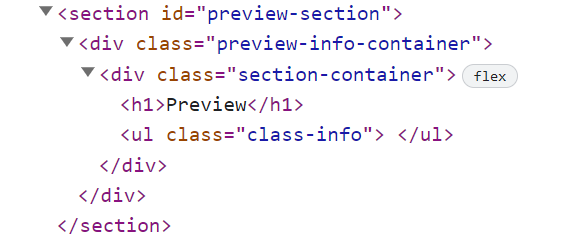 <section id="preview-section">
<div class="preview-info-container">
<div class="section-container"> flex
<h1>Preview</h1>
<ul class="class-info"> </ul>
</div>
</div>
</section>